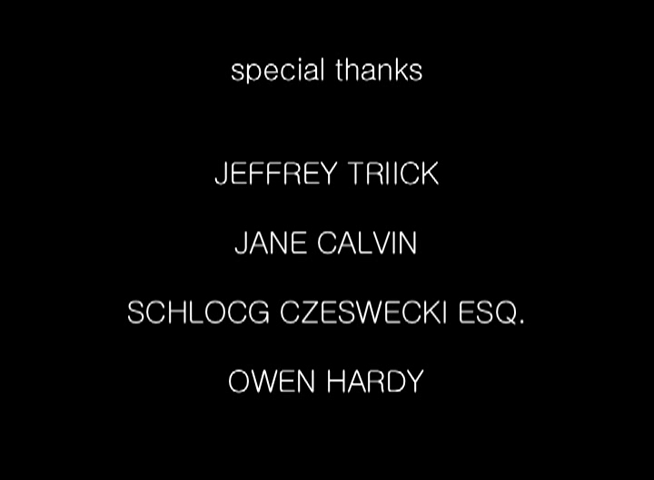 special thanks
JEFFREY TRIICK
JANE CALVIN
SCHLOCG CZESWECKI ESQ.
OWEN HARDY